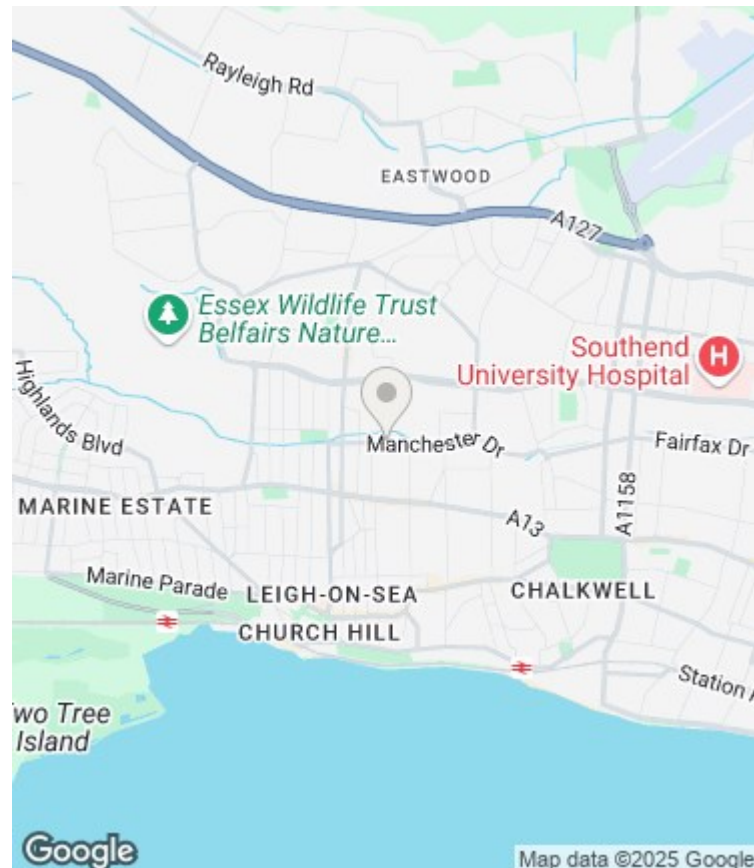 Rayleigh Rd
EASTWOOD
A127
Essex Wildlife Trust
Belfairs Nature...
Southend
University Hospital
H
Highlands Blvd
Manchester Dr
Fairfax Dr
MARINE ESTATE
A13
A1158
Marine Parade
LEIGH-ON-SEA
CHALKWELL
CHURCH HILL
Station A
wo Tree
Island
Google
Map data ©2025 Google